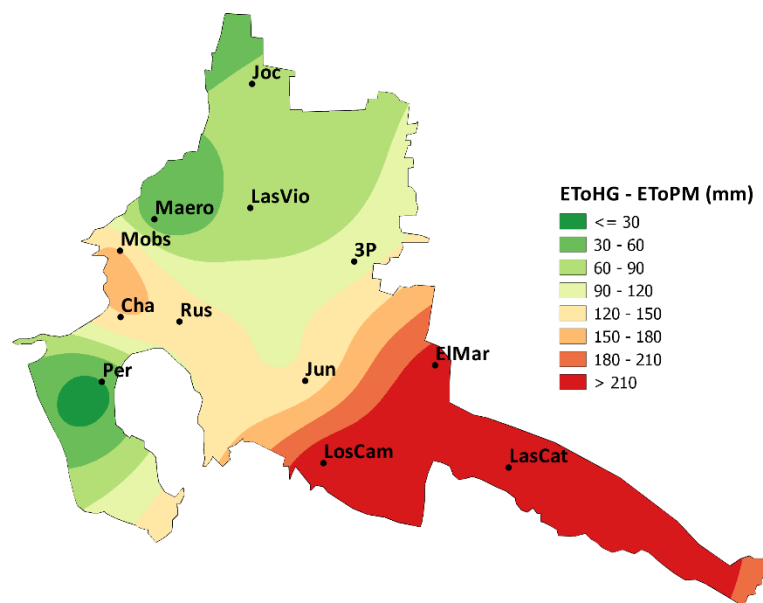 Joc
LasVio
Maero
Mobs
3P
Cha
Rus
ElMar
Per
Jun
LosCam
LasCat
EToHG - EToPM (mm)
<= 30
30 - 60
60 - 90
90 - 120
120 - 150
150 - 180
180 - 210
> 210